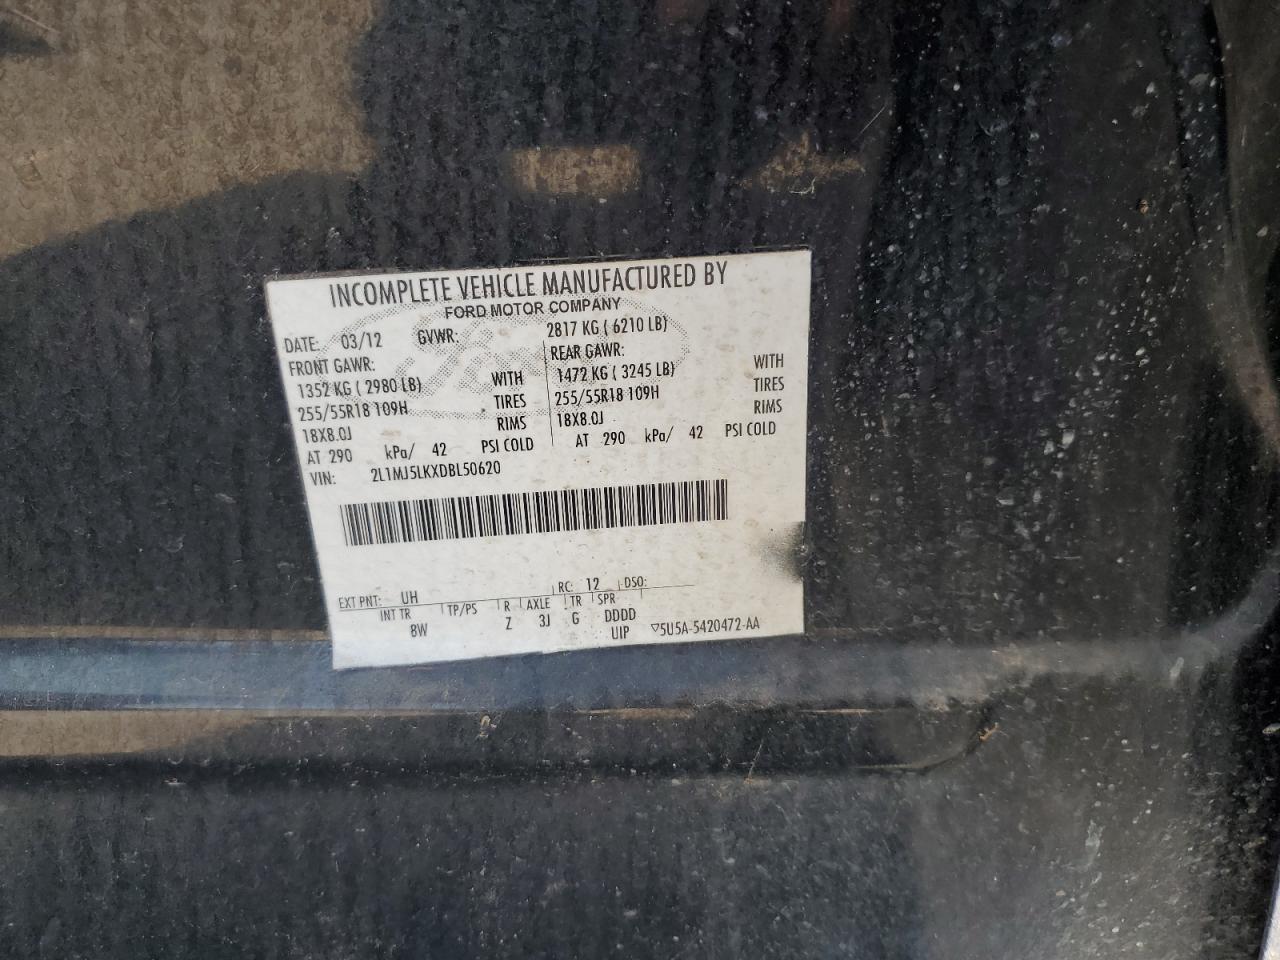 INCOMPLETE VEHICLE MANUFACTURED BY
FORD MOTOR COMPANY
DATE: 03/12 GVWR: 2817 KG ( 6210 LB)
FRONT GAWR: REAR GAWR:
1352 KG ( 2980 LB) WITH 1472 KG ( 3245 LB) WITH
255/55R18 109H TIRES 255/55R18 109H TIRES
18X8.0J RIMS 18X8.0J RIMS
AT 290 kPa/ 42 PSI COLD AT 290 kPa/ 42 PSI COLD
VIN: 2L1MJ5LKXDBL50620
EXT PNT: UH RC: 12 DSO:
INT TR TP/PS R AXLE TR SPR
BW Z 3J G DDDD
UIP ▽5U5A-5420472-AA